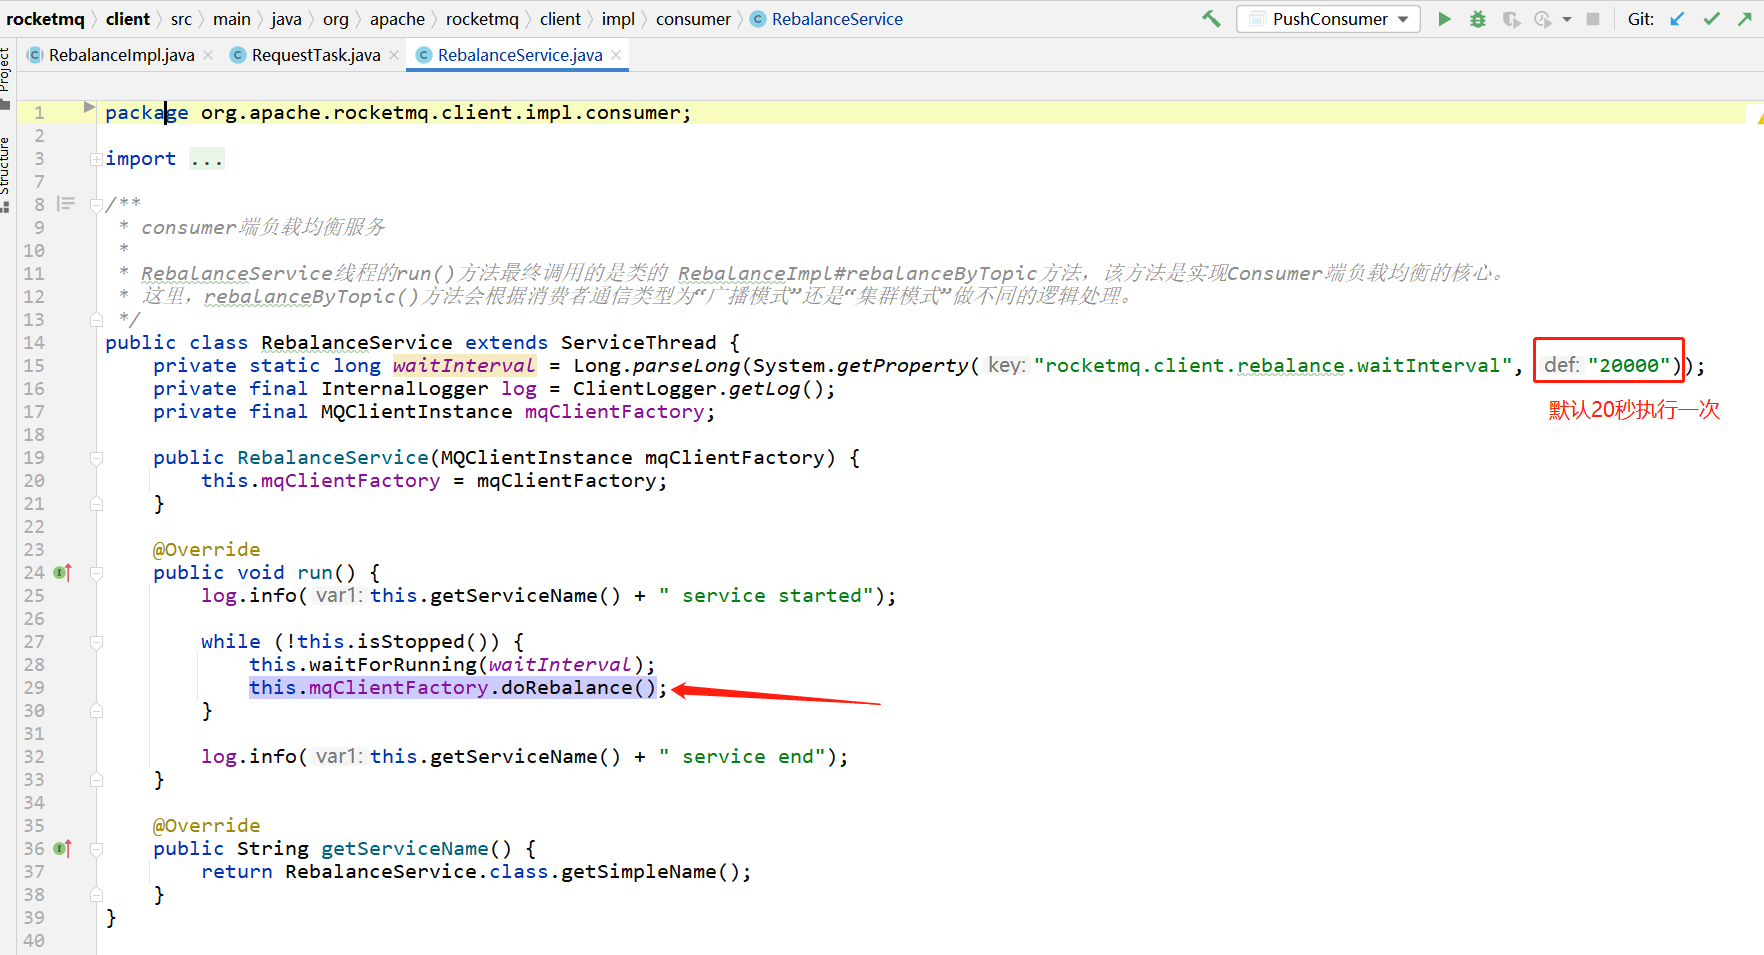 rocketmq client src main java org apache rocketmq client impl consumer RebalanceService PushConsumer Git:
RebalanceImpl.java RequestTask.java RebalanceService.java
Project
Structure
1 package org.apache.rocketmq.client.impl.consumer;
2
3 import ...
7
8 /**
9 * consumer端负载均衡服务
10 *
11 * RebalanceService线程的run()方法最终调用的是类的 RebalanceImpl#rebalanceByTopic方法，该方法是实现Consumer端负载均衡的核心。
12 * 这里，rebalanceByTopic()方法会根据消费者通信类型为“广播模式”还是“集群模式”做不同的逻辑处理。
13 */
14 public class RebalanceService extends ServiceThread {
15 private static long waitInterval = Long.parseLong(System.getProperty( key: "rocketmq.client.rebalance.waitInterval", def: "20000"));
16 private final InternalLogger log = ClientLogger.getLog();
17 private final MQClientInstance mqClientFactory;
默认20秒执行一次
18
19 public RebalanceService(MQClientInstance mqClientFactory) {
20 this.mqClientFactory = mqClientFactory;
21 }
22
23 @Override
24 public void run() {
25 log.info( var1: this.getServiceName() + " service started");
26
27 while (!this.isStopped()) {
28 this.waitForRunning(waitInterval);
29 this.mqClientFactory.doRebalance();
30 }
31
32 log.info( var1: this.getServiceName() + " service end");
33 }
34
35 @Override
36 public String getServiceName() {
37 return RebalanceService.class.getSimpleName();
38 }
39 }
40